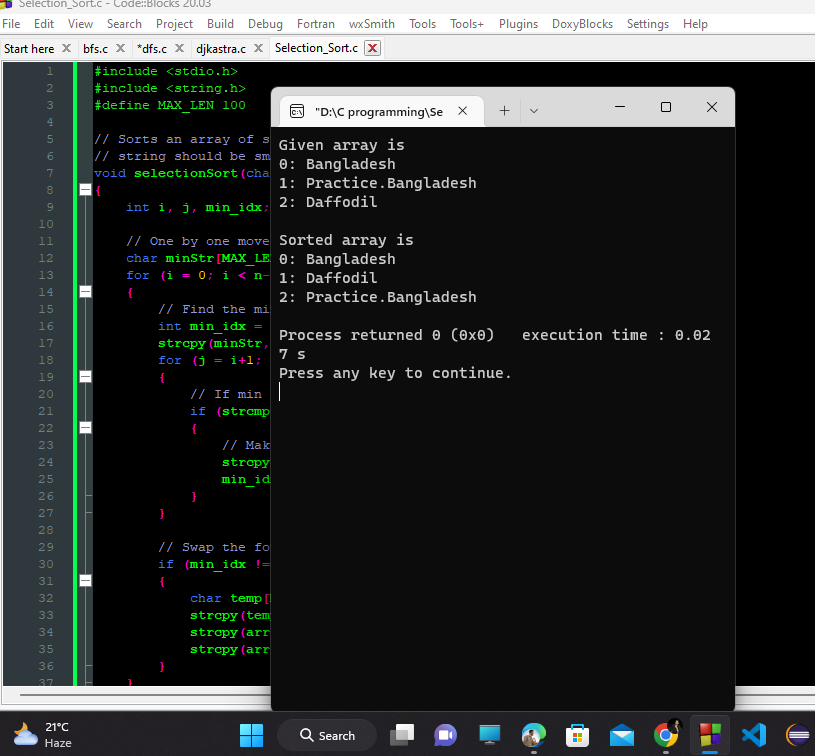 Selection_Sort.c - Code::Blocks 20.03
File Edit View Search Project Build Debug Fortran wxSmith Tools Tools+ Plugins DoxyBlocks Settings Help
Start here bfs.c *dfs.c djkastra.c Selection_Sort.c
1 #include <stdio.h>
2 #include <string.h>
3 #define MAX_LEN 100
4
5 // Sorts an array of s
6 // string should be sm
7 void selectionSort(cha
8 {
9 int i, j, min_idx;
10
11 // One by one move
12 char minStr[MAX_LE
13 for (i = 0; i < n-
14 {
15 // Find the mi
16 int min_idx =
17 strcpy(minStr,
18 for (j = i+1;
19 {
20 // If min
21 if (strcmp
22 {
23 // Mak
24 strcpy
25 min_id
26 }
27 }
28
29 // Swap the fo
30 if (min_idx !=
31 {
32 char temp[
33 strcpy(tem
34 strcpy(arr
35 strcpy(arr
36 }
37 }
"D:\C programming\Se
Given array is
0: Bangladesh
1: Practice.Bangladesh
2: Daffodil
Sorted array is
0: Bangladesh
1: Daffodil
2: Practice.Bangladesh
Process returned 0 (0x0) execution time : 0.02
7 s
Press any key to continue.
21°C
Haze
Search